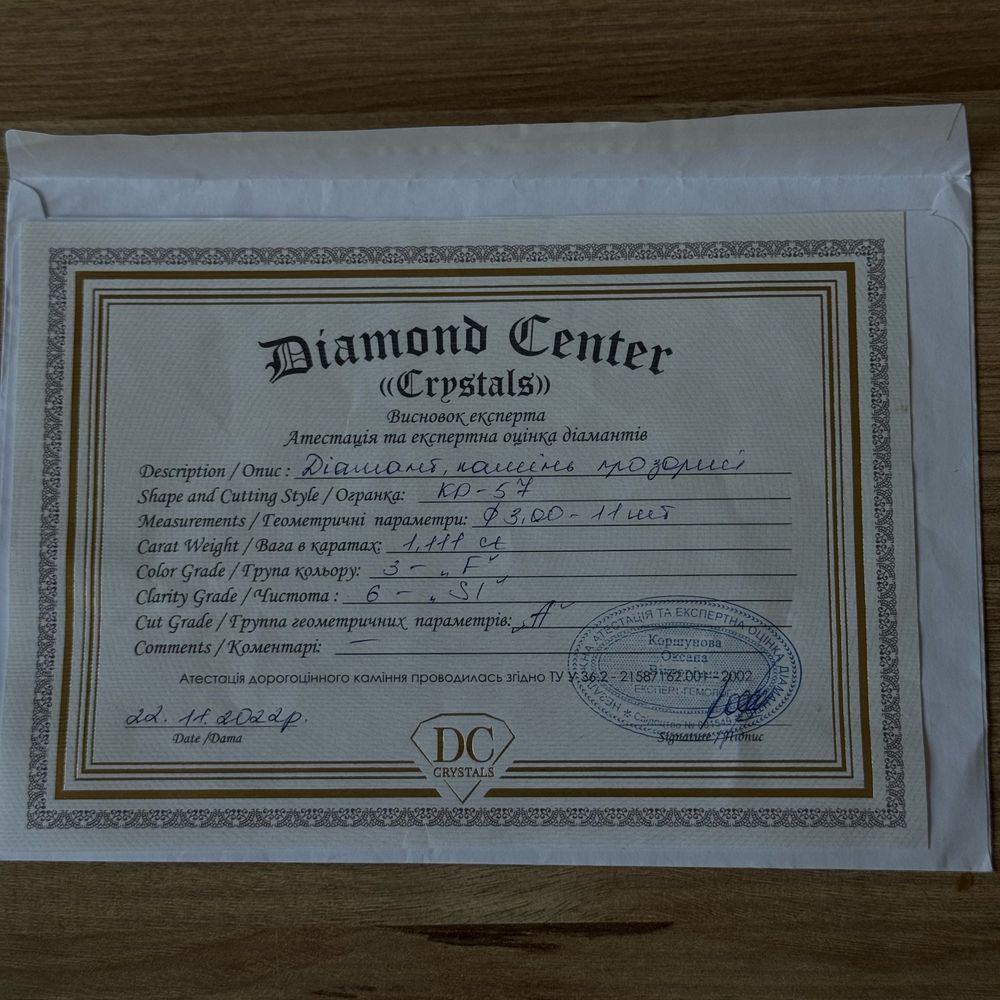 Diamond Center
«Crystals»
Висновок експерта
Атестація та експертна оцінка діамантів
Description / Опис : Діамант, камінь прозорий
Shape and Cutting Style / Огранка: КР-57
Measurements / Геометричні параметри: ϕ3,00 - 11 шт
Carat Weight / Вага в каратах: 1,111 ct
Color Grade / Група кольору: 3 - „F”
Clarity Grade / Чистота : 6 - „SI”
Cut Grade / Группа геометричних параметрів: „А”
Comments / Коментарі: —
Атестація дорогоцінного каміння проводилась згідно ТУ У 36.2 - 21587162.001 - 2002
АТЕСТАЦІЯ ТА ЕКСПЕРТНА ОЦІНКА
Коршунова
Оксана
ЕКСПЕРТ-ГЕМОЛОГ
22. 11. 2022р.
Date /Дата
Signature / Підпис
DC
CRYSTALS